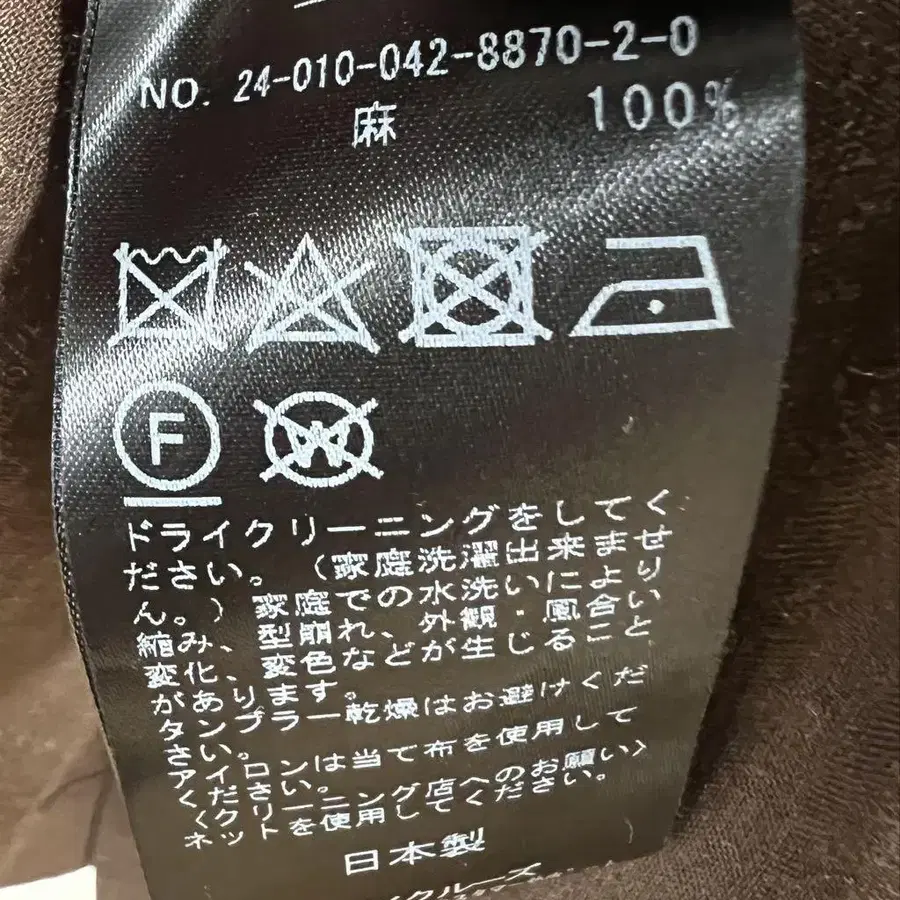 NO. 24-010-042-8870-2-0
麻 100%
F W
ドライクリーニングをしてく
ださい。（家庭洗濯出来ませ
ん。）家庭での水洗いにより
縮み、型崩れ、外観・風合い
変化、変色などが生じること
があります。
タンブラー乾燥はお避けくだ
さい。
アイロンは当て布を使用して
ください。
〈クリーニング店へのお願い〉
ネットを使用してください。
日本製
イクルーズ